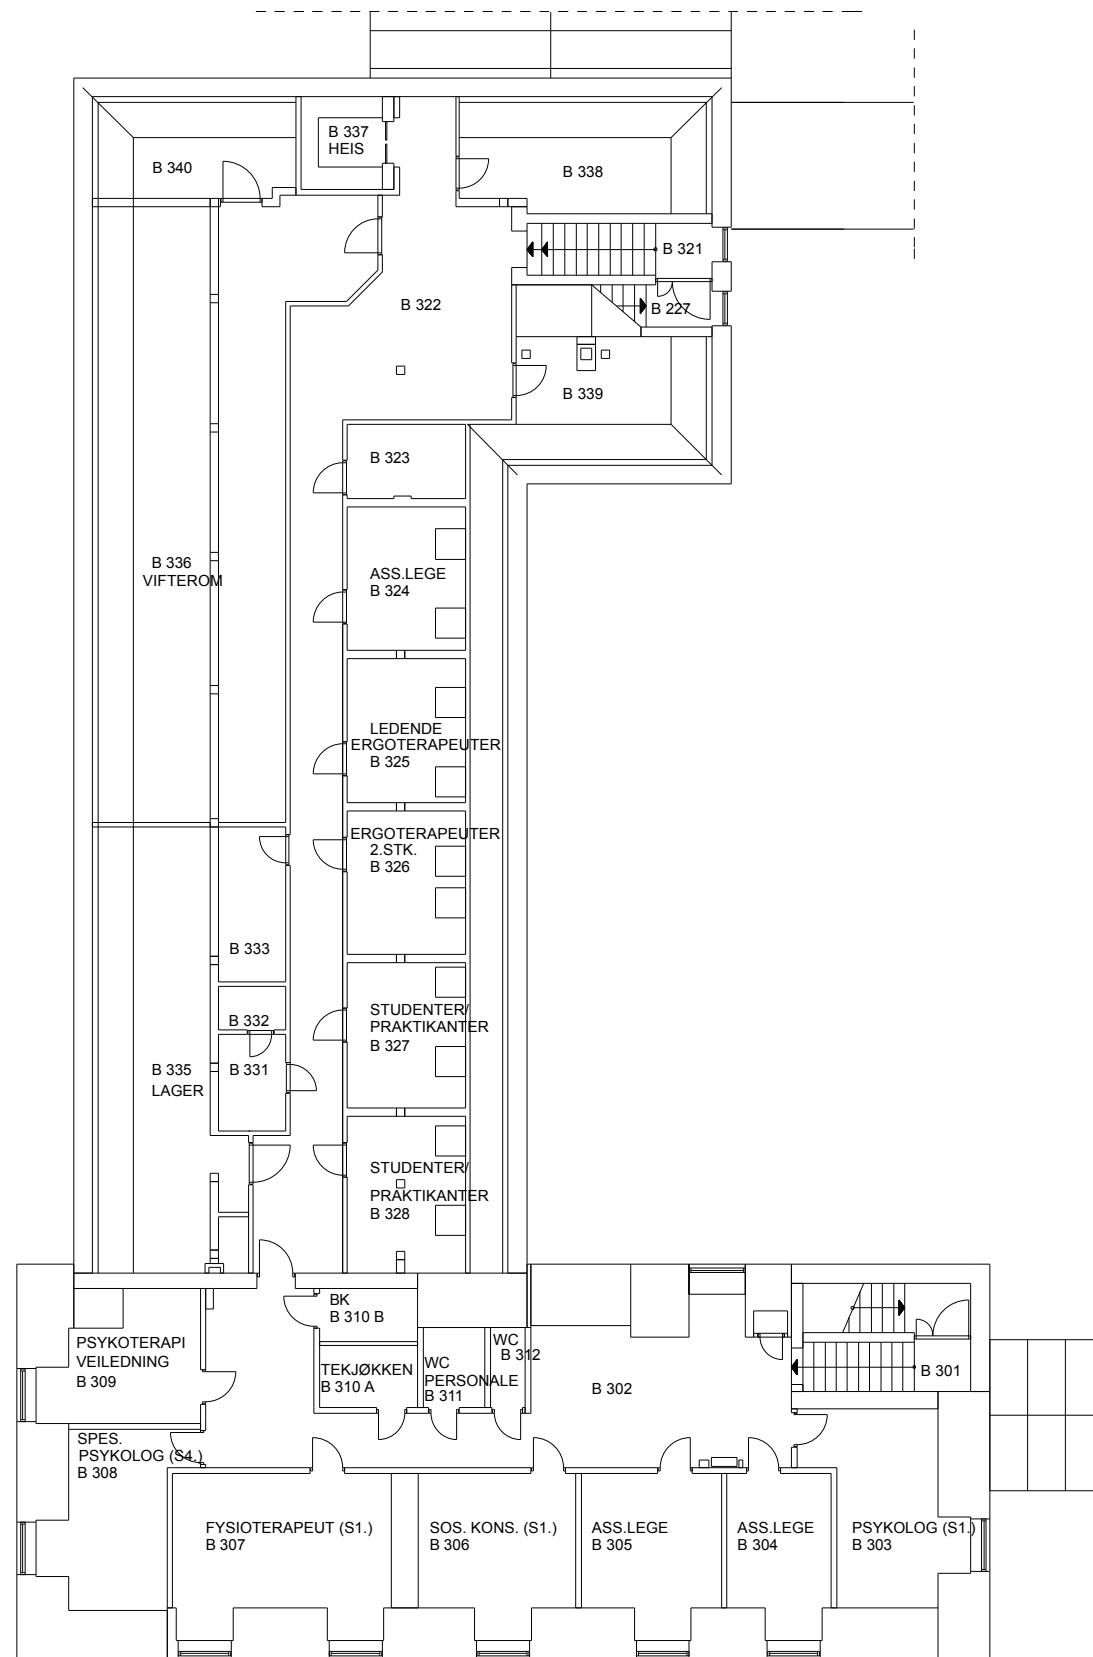 B 337
HEIS
B 340
B 338
B 321
B 322
B 227
B 339
B 323
B 336
VIFTEROM
ASS.LEGE
B 324
LEDENDE
ERGOTERAPEUTER
B 325
ERGOTERAPEUTER
2.STK.
B 326
B 333
STUDENTER/
PRAKTIKANTER
B 327
B 332
B 335
LAGER
B 331
STUDENTER/
PRAKTIKANTER
B 328
BK
B 310 B
PSYKOTERAPI
VEILEDNING
B 309
TEKJØKKEN
B 310 A
WC
PERSONALE
B 311
WC
B 312
B 302
B 301
SPES.
PSYKOLOG (S4.)
B 308
FYSIOTERAPEUT (S1.)
B 307
SOS. KONS. (S1.)
B 306
ASS.LEGE
B 305
ASS.LEGE
B 304
PSYKOLOG (S1.)
B 303